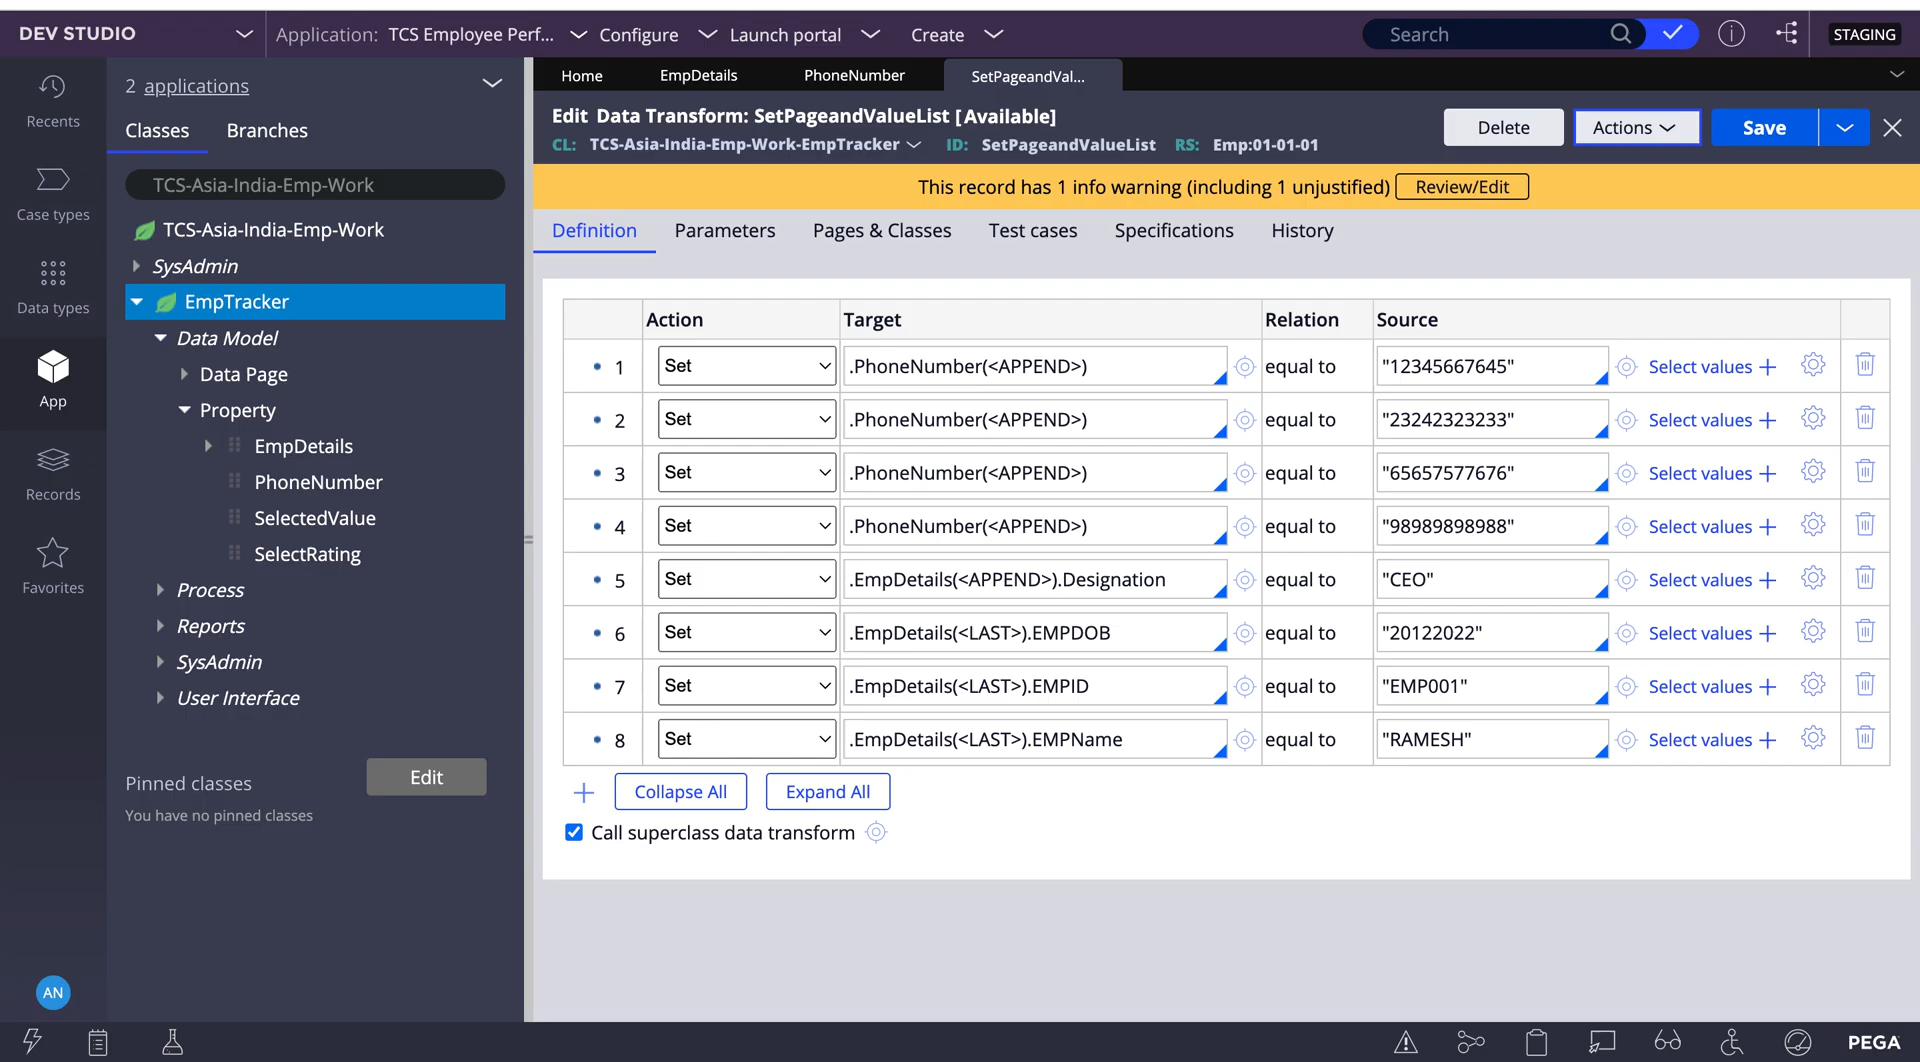 DEV STUDIO
Application: TCS Employee Perf... Configure Launch portal Create
Search
STAGING
Recents
Case types
Data types
App
Records
Favorites
AN
2 applications
Classes Branches
TCS-Asia-India-Emp-Work
TCS-Asia-India-Emp-Work
SysAdmin
EmpTracker
Data Model
Data Page
Property
EmpDetails
PhoneNumber
SelectedValue
SelectRating
Process
Reports
SysAdmin
User Interface
Pinned classes Edit
You have no pinned classes
Home EmpDetails PhoneNumber SetPageandVal...
Edit Data Transform: SetPageandValueList [Available]
CL: TCS-Asia-India-Emp-Work-EmpTracker ID: SetPageandValueList RS: Emp:01-01-01
Delete Actions Save
This record has 1 info warning (including 1 unjustified) Review/Edit
Definition Parameters Pages & Classes Test cases Specifications History
Action Target Relation Source
1 Set .PhoneNumber(<APPEND>) equal to "12345667645" Select values
2 Set .PhoneNumber(<APPEND>) equal to "23242323233" Select values
3 Set .PhoneNumber(<APPEND>) equal to "65657577676" Select values
4 Set .PhoneNumber(<APPEND>) equal to "98989898988" Select values
5 Set .EmpDetails(<APPEND>).Designation equal to "CEO" Select values
6 Set .EmpDetails(<LAST>).EMPDOB equal to "20122022" Select values
7 Set .EmpDetails(<LAST>).EMPID equal to "EMP001" Select values
8 Set .EmpDetails(<LAST>).EMPName equal to "RAMESH" Select values
Collapse All Expand All
Call superclass data transform
PEGA